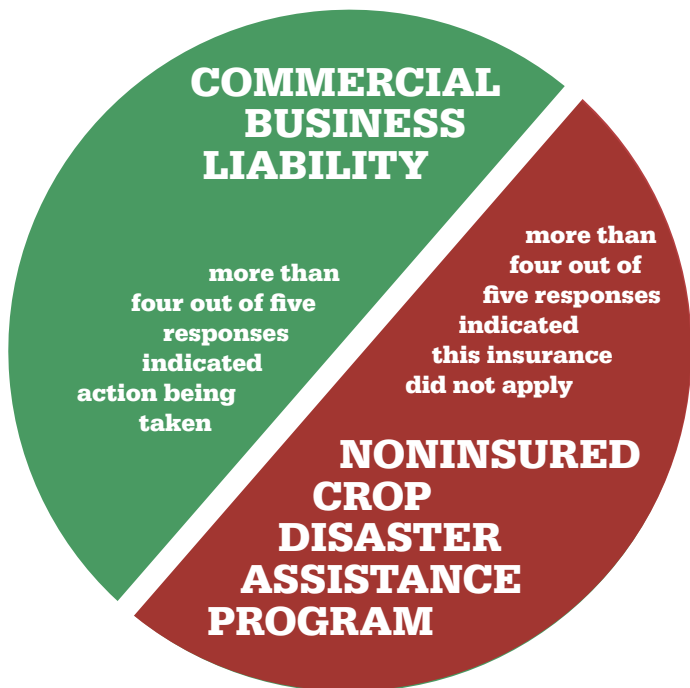 COMMERCIAL
BUSINESS
LIABILITY
more than
four out of five
responses
indicated
action being
taken
more than
four out of
five responses
indicated
this insurance
did not apply
NONINSURED
CROP
DISASTER
ASSISTANCE
PROGRAM